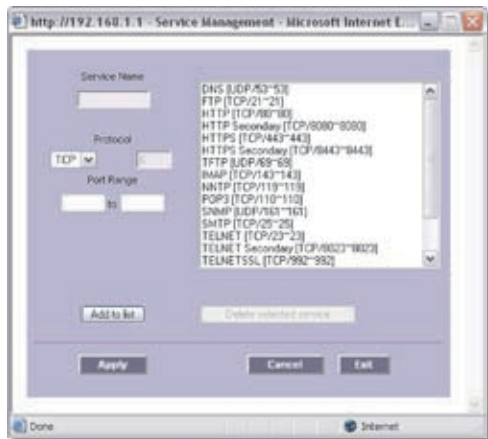 http://192.168.1.1 - Service Management - Microsoft Internet E...
Service Name
Protocol
TCP
6
Port Range
to
DNS [UDP/53~53]
FTP [TCP/21~21]
HTTP [TCP/80~80]
HTTP Secondary [TCP/8080~8080]
HTTPS [TCP/443~443]
HTTPS Secondary [TCP/8443~8443]
TFTP [UDP/69~69]
IMAP [TCP/143~143]
NNTP [TCP/119~119]
POP3 [TCP/110~110]
SNMP [UDP/161~161]
SMTP [TCP/25~25]
TELNET [TCP/23~23]
TELNET Secondary [TCP/8023~8023]
TELNETSSL [TCP/992~992]
Add to list
Delete selected service
Apply
Cancel
Exit
Done
Internet